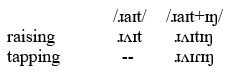 /ɹaɪt/ /ɹaɪt+ɪŋ/
raising ɹʌɪt ɹʌɪtɪŋ
tapping -- ɹʌɪɾɪŋ